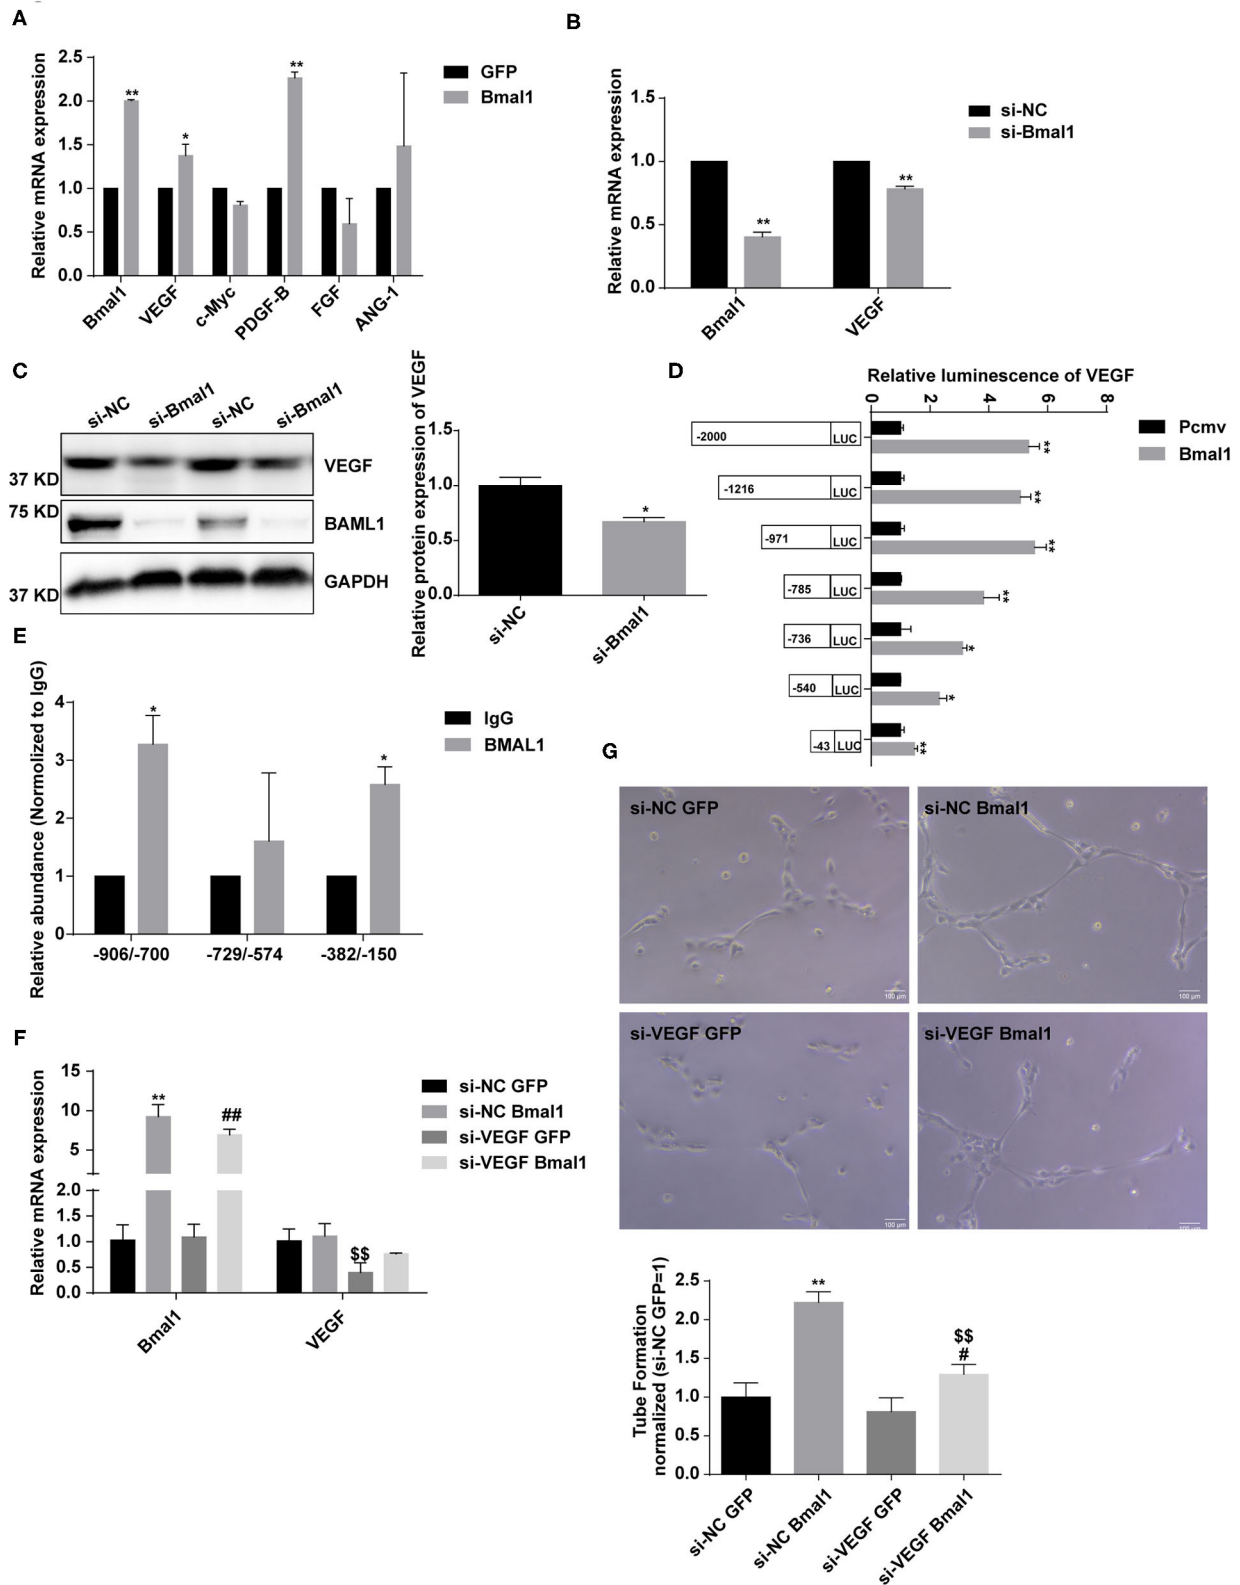 A
Relative mRNA expression
2.5
2.0
1.5
1.0
0.5
0.0
** * **
Bmal1 VEGF c-Myc PDGF-B FGF ANG-1
GFP
Bmal1
B
Relative mRNA expression
1.5
1.0
0.5
0.0
** **
Bmal1 VEGF
si-NC
si-Bmal1
C
si-NC si-Bmal1 si-NC si-Bmal1
37 KD VEGF
75 KD BAML1
37 KD GAPDH
Relative protein expression of VEGF
1.5
1.0
0.5
0.0
*
si-NC si-Bmal1
D
Relative luminescence of VEGF
0 2 4 6 8
-2000 LUC **
-1216 LUC **
-971 LUC **
-785 LUC **
-736 LUC *
-540 LUC *
-43 LUC **
Pcmv
Bmal1
E
Relative abundance (Normolized to IgG)
4
3
2
1
0
* *
-906/-700 -729/-574 -382/-150
IgG
BMAL1
F
Relative mRNA expression
15
10
5
2.0
1.5
1.0
0.5
0.0
** ##
$$
Bmal1 VEGF
si-NC GFP
si-NC Bmal1
si-VEGF GFP
si-VEGF Bmal1
G
si-NC GFP si-NC Bmal1
100 μm 100 μm
si-VEGF GFP si-VEGF Bmal1
100 μm 100 μm
Tube Formation
normalized (si-NC GFP=1)
2.5
2.0
1.5
1.0
0.5
0.0
**
$$
#
si-NC GFP si-NC Bmal1 si-VEGF GFP si-VEGF Bmal1